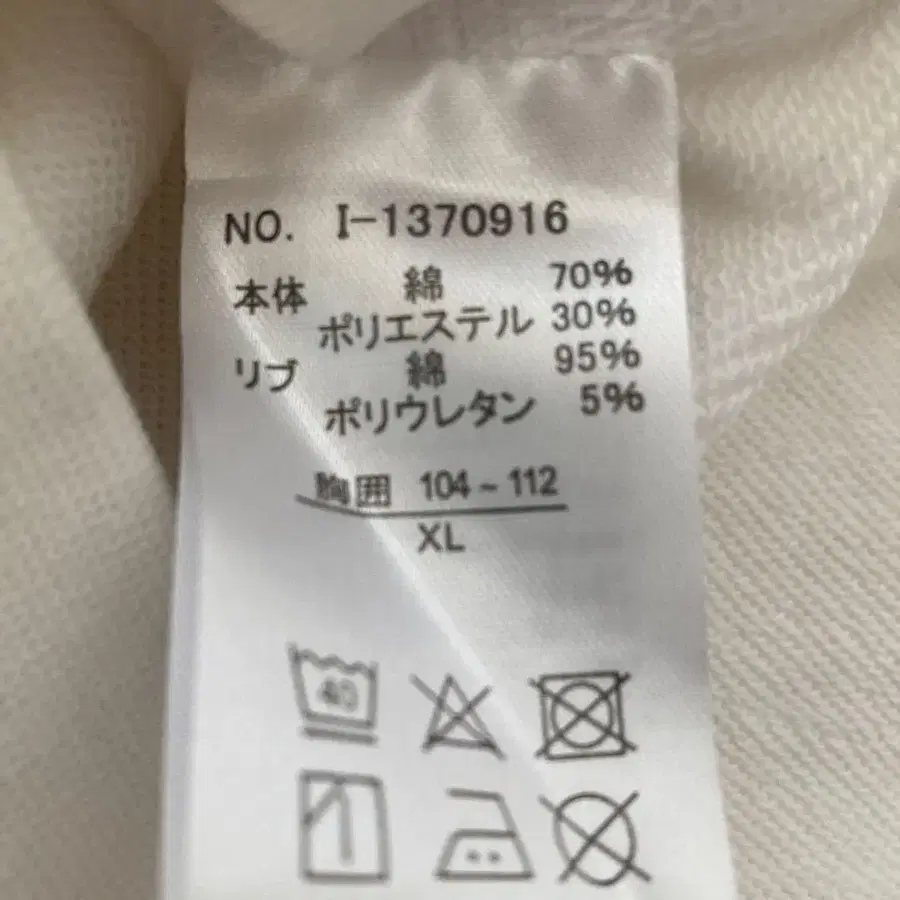 NO. I-1370916
本体 綿 70%
ポリエステル 30%
リブ 綿 95%
ポリウレタン 5%
胸囲 104~112
XL
40